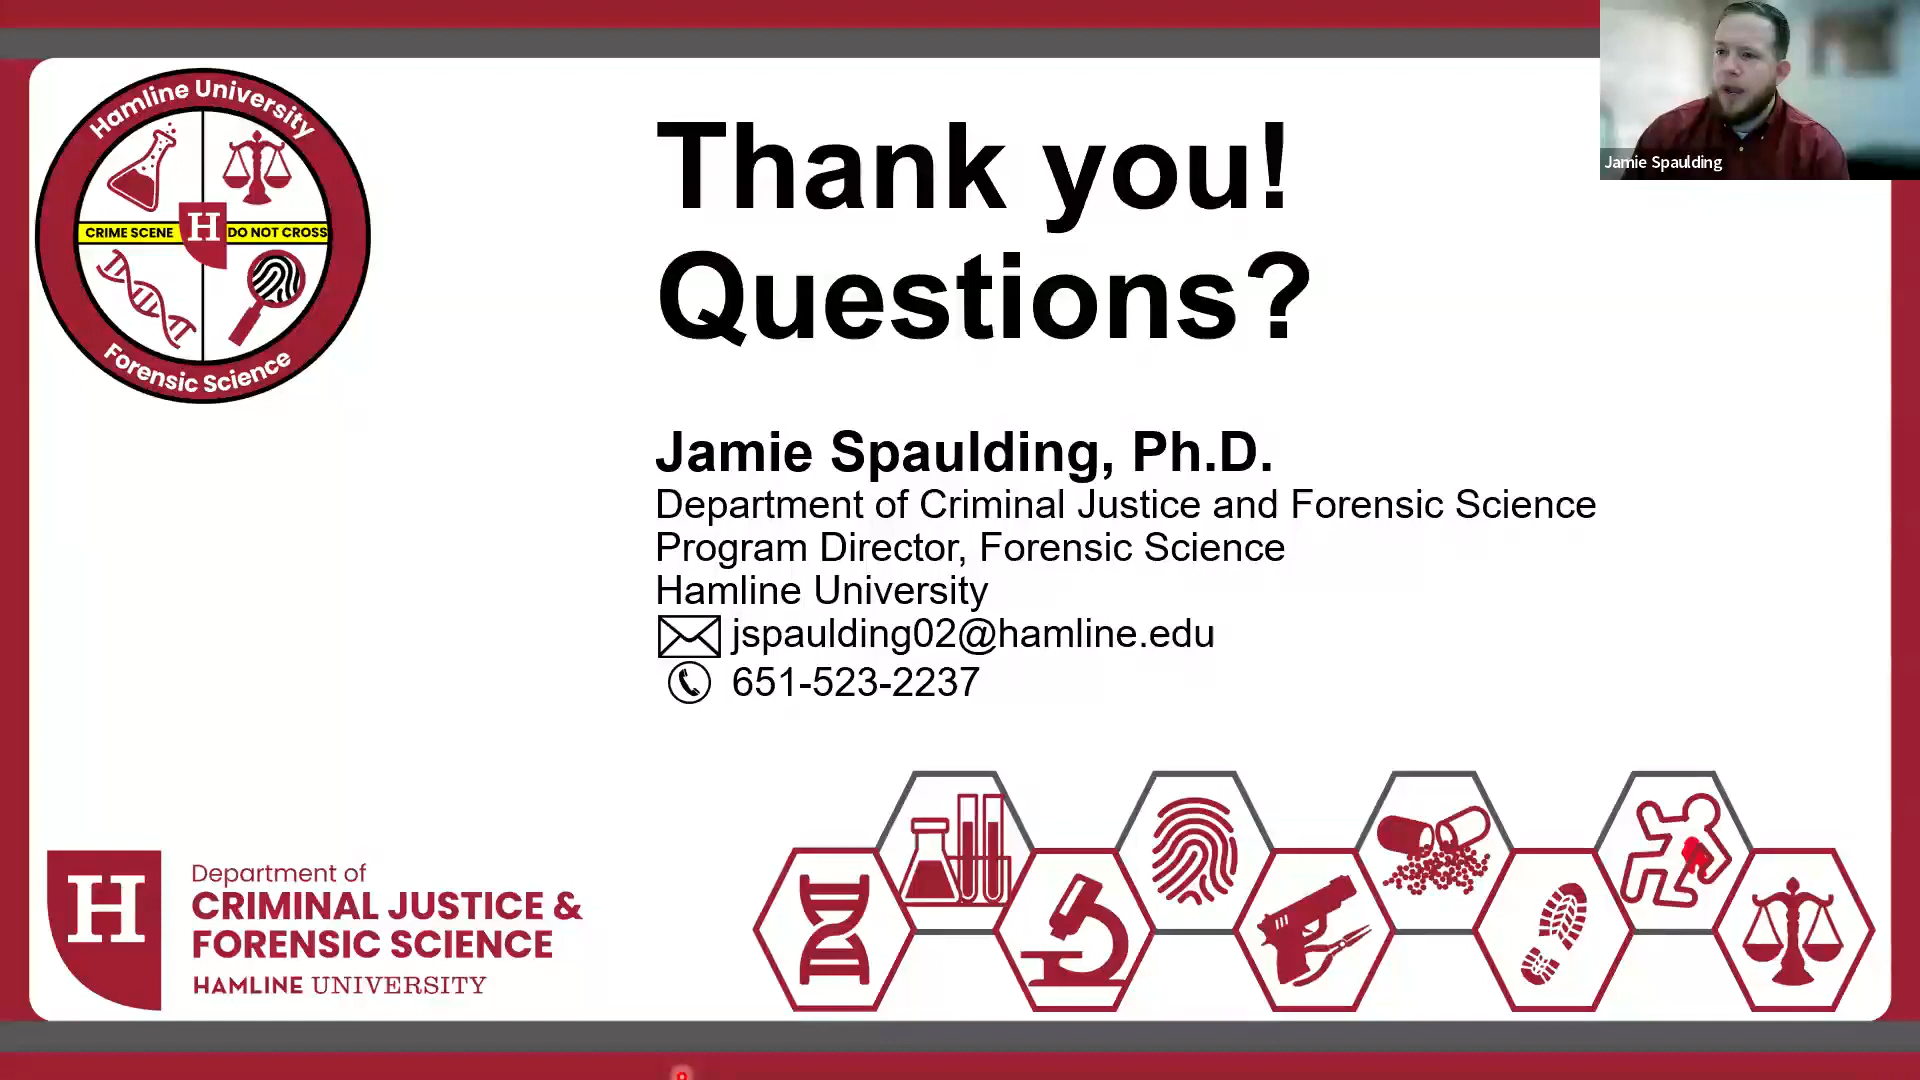 Hamline University
CRIME SCENE H DO NOT CROSS
Forensic Science
Thank you!
Questions?
Jamie Spaulding
Jamie Spaulding, Ph.D.
Department of Criminal Justice and Forensic Science
Program Director, Forensic Science
Hamline University
jspaulding02@hamline.edu
651-523-2237
H
Department of
CRIMINAL JUSTICE &
FORENSIC SCIENCE
HAMLINE UNIVERSITY